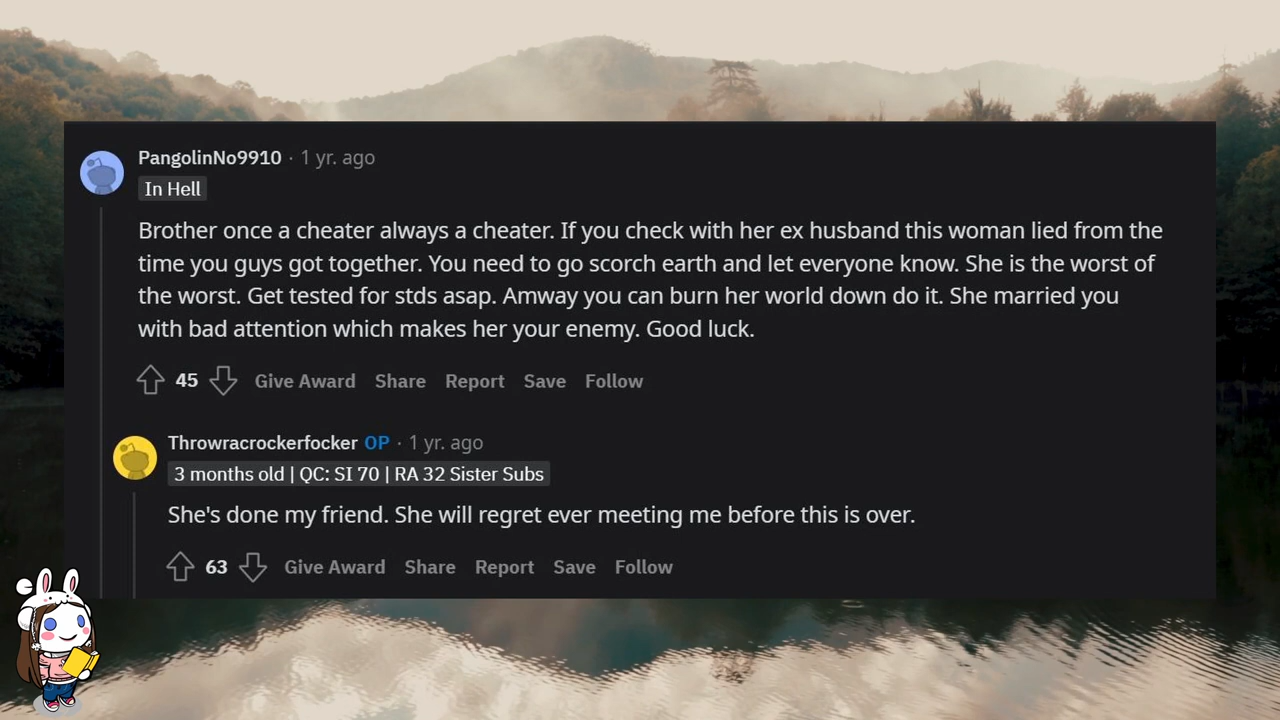 PangolinNo9910 · 1 yr. ago
In Hell
Brother once a cheater always a cheater. If you check with her ex husband this woman lied from the
time you guys got together. You need to go scorch earth and let everyone know. She is the worst of
the worst. Get tested for stds asap. Amway you can burn her world down do it. She married you
with bad attention which makes her your enemy. Good luck.
45 Give Award Share Report Save Follow
Throwracrockerfocker OP · 1 yr. ago
3 months old | QC: SI 70 | RA 32 Sister Subs
She's done my friend. She will regret ever meeting me before this is over.
63 Give Award Share Report Save Follow